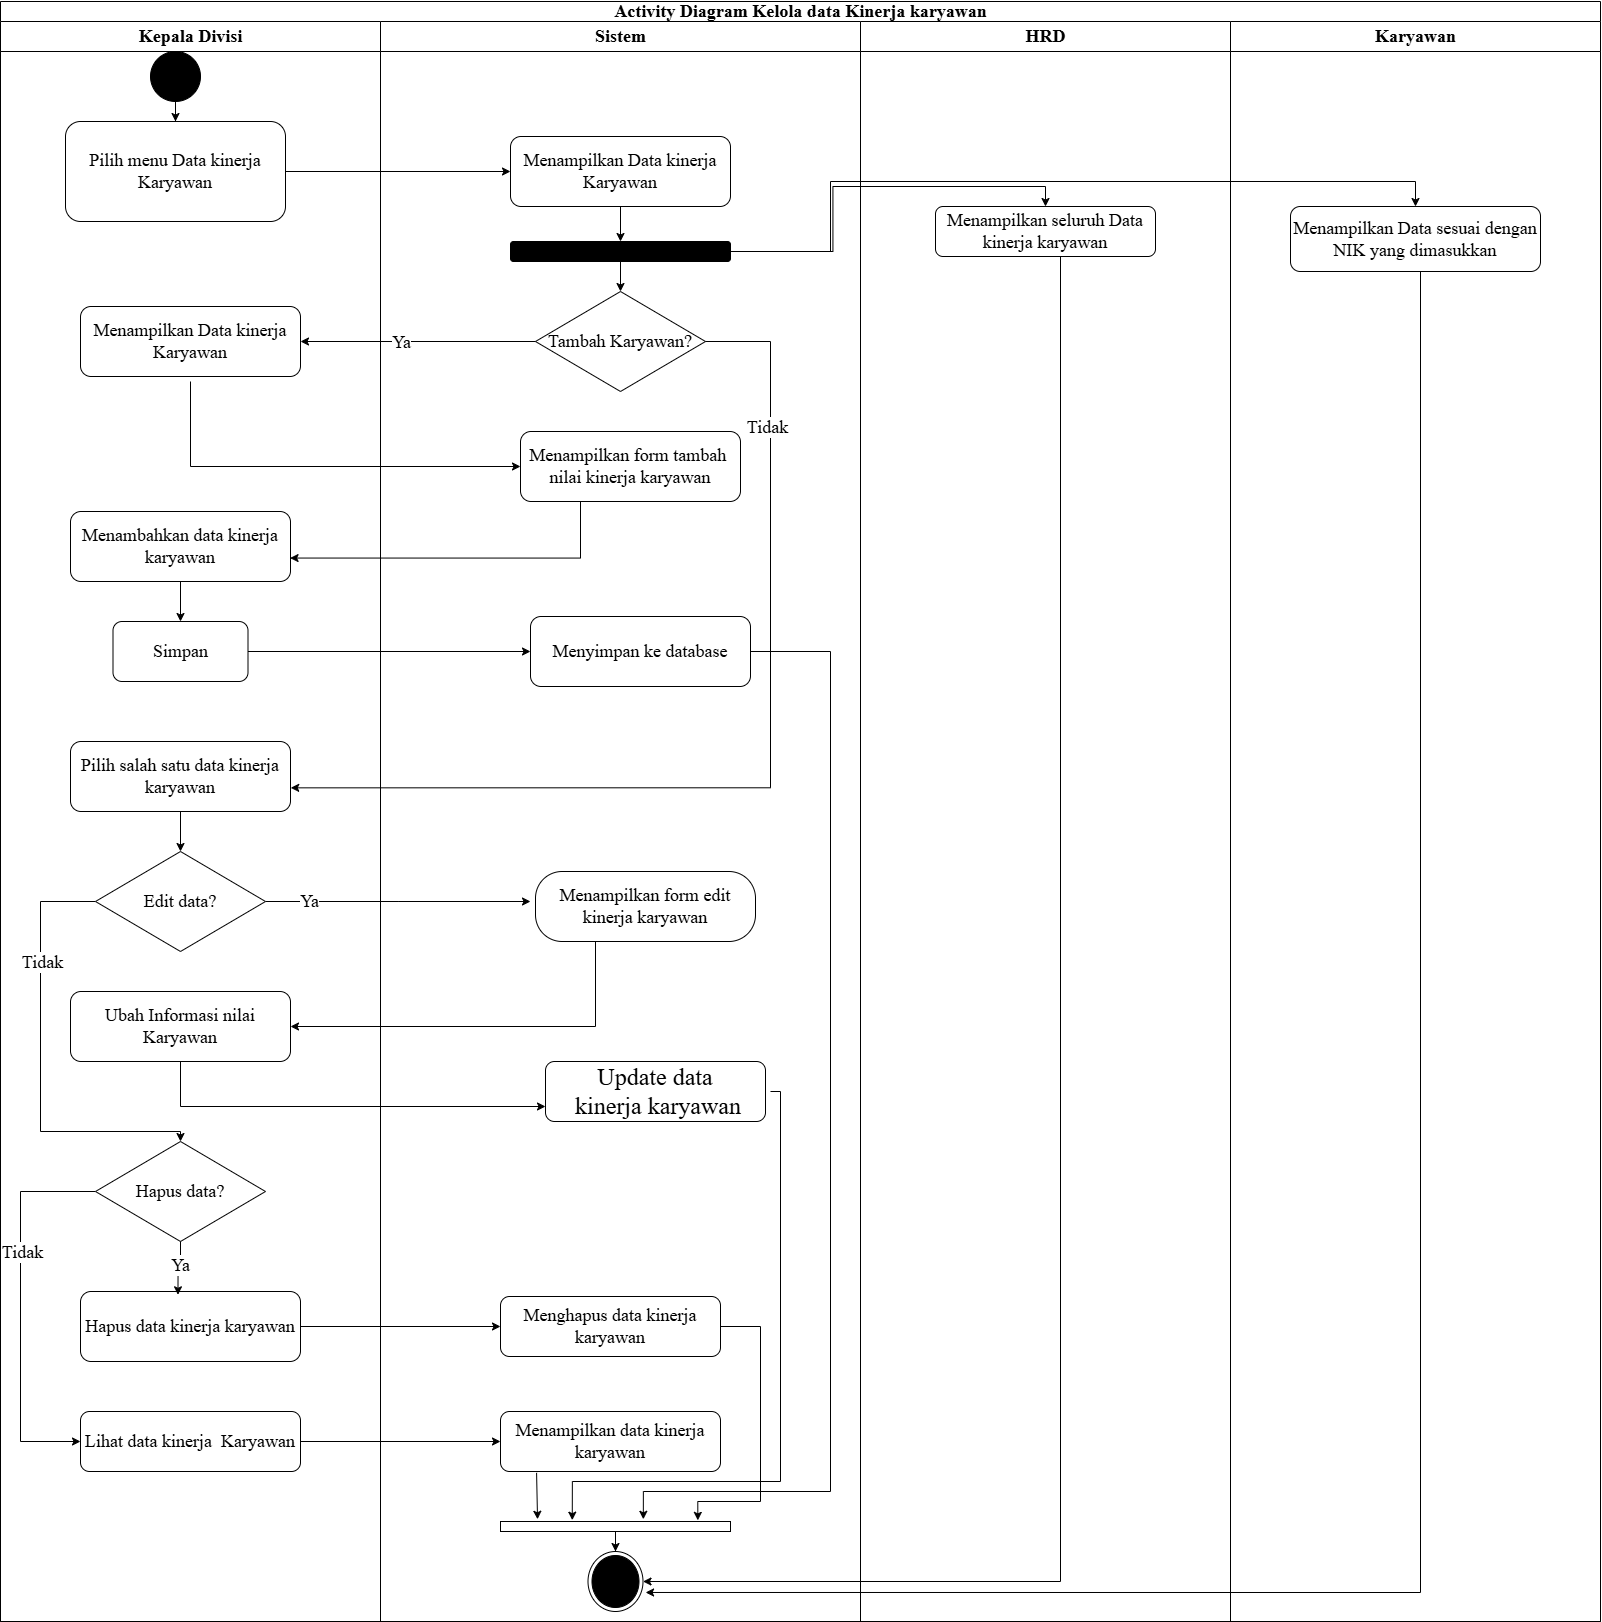 Activity Diagram Kelola data Kinerja karyawan
Kepala Divisi
Sistem
HRD
Karyawan
Pilih menu Data kinerja
Karyawan
Menampilkan Data kinerja
Karyawan
Menampilkan seluruh Data
kinerja karyawan
Menampilkan Data sesuai dengan
NIK yang dimasukkan
Menampilkan Data kinerja
Karyawan
Ya
Tambah Karyawan?
Tidak
Menampilkan form tambah
nilai kinerja karyawan
Menambahkan data kinerja
karyawan
Simpan
Menyimpan ke database
Pilih salah satu data kinerja
karyawan
Edit data?
Ya
Menampilkan form edit
kinerja karyawan
Tidak
Ubah Informasi nilai
Karyawan
Update data
kinerja karyawan
Hapus data?
Tidak
Ya
Hapus data kinerja karyawan
Menghapus data kinerja
karyawan
Lihat data kinerja  Karyawan
Menampilkan data kinerja
karyawan